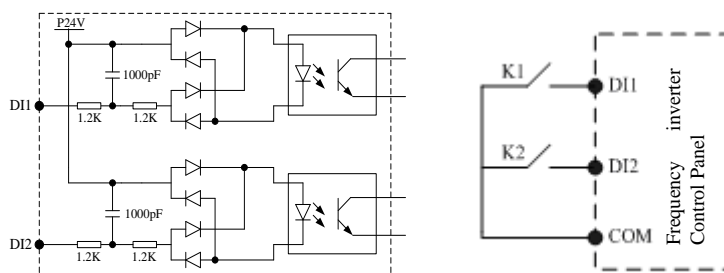 P24V
1000pF
DI1
1.2K 1.2K
1000pF
DI2
1.2K 1.2K
K1
DI1
K2
DI2
COM
Frequency inverter
Control Panel